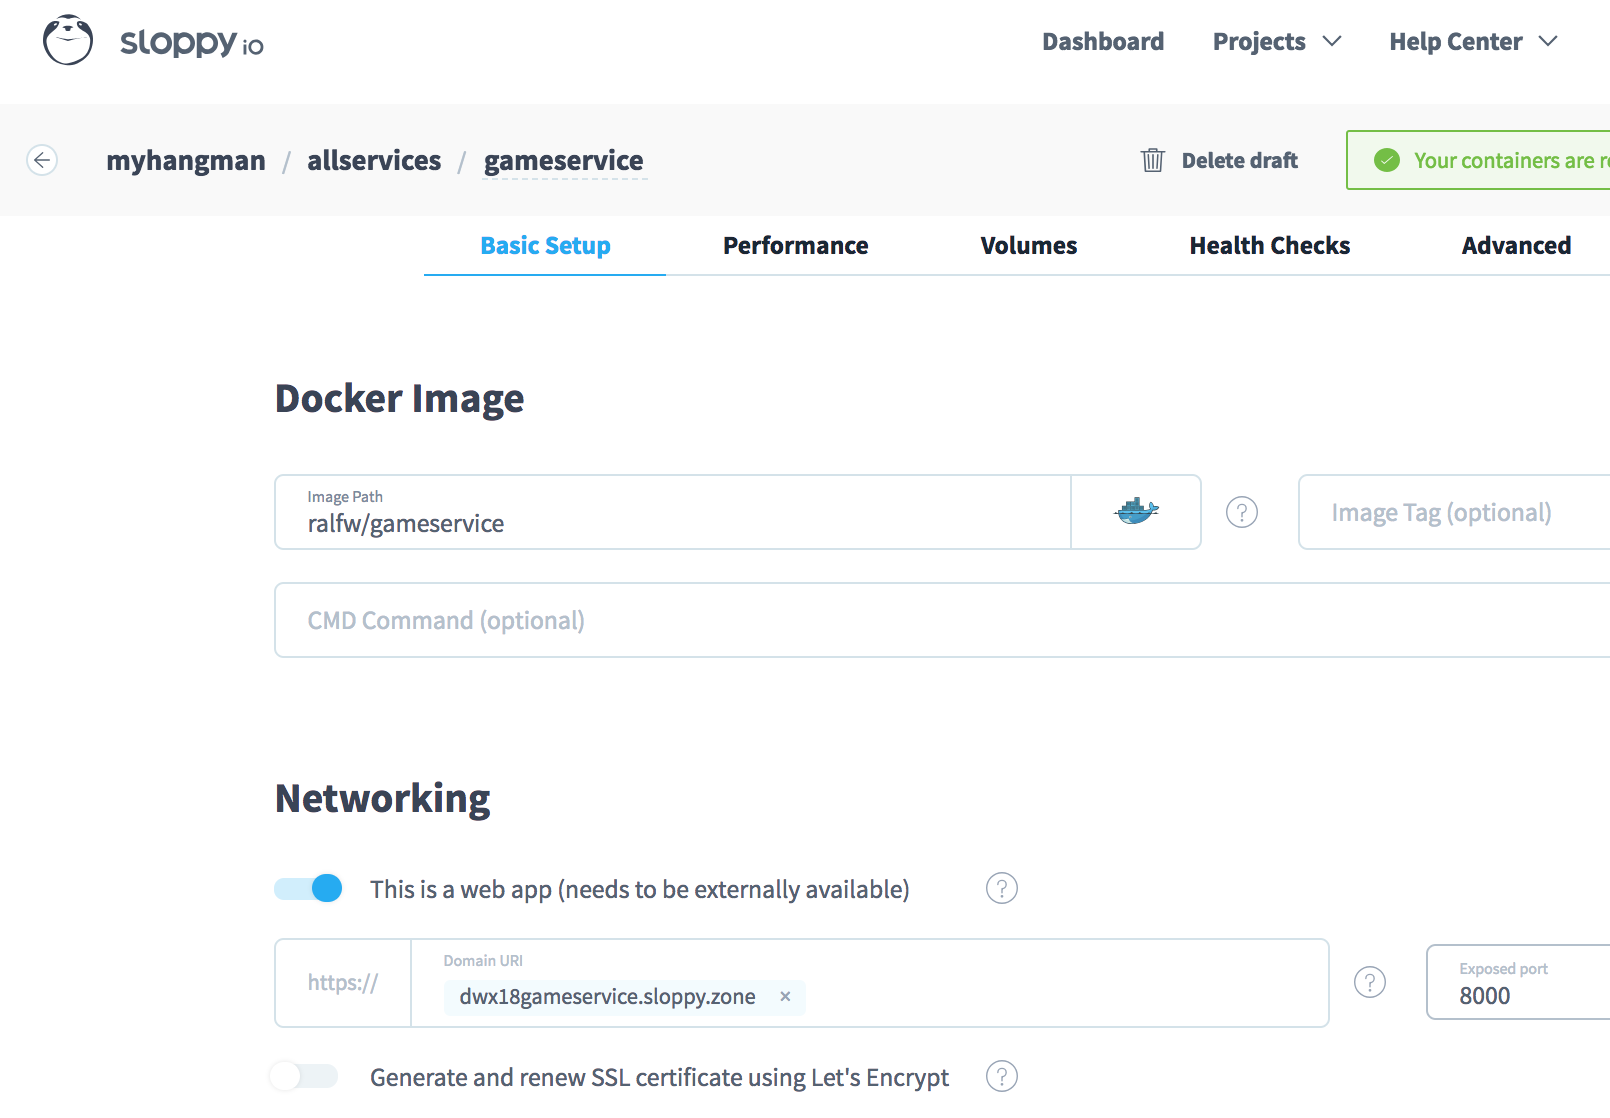 sloppy io
Dashboard Projects Help Center
myhangman / allservices / gameservice
Delete draft
Your containers are
Basic Setup Performance Volumes Health Checks Advanced
Docker Image
Image Path
ralfw/gameservice
?
Image Tag (optional)
CMD Command (optional)
Networking
This is a web app (needs to be externally available) ?
https://
Domain URI
dwx18gameservice.sloppy.zone ×
?
Exposed port
8000
Generate and renew SSL certificate using Let's Encrypt ?